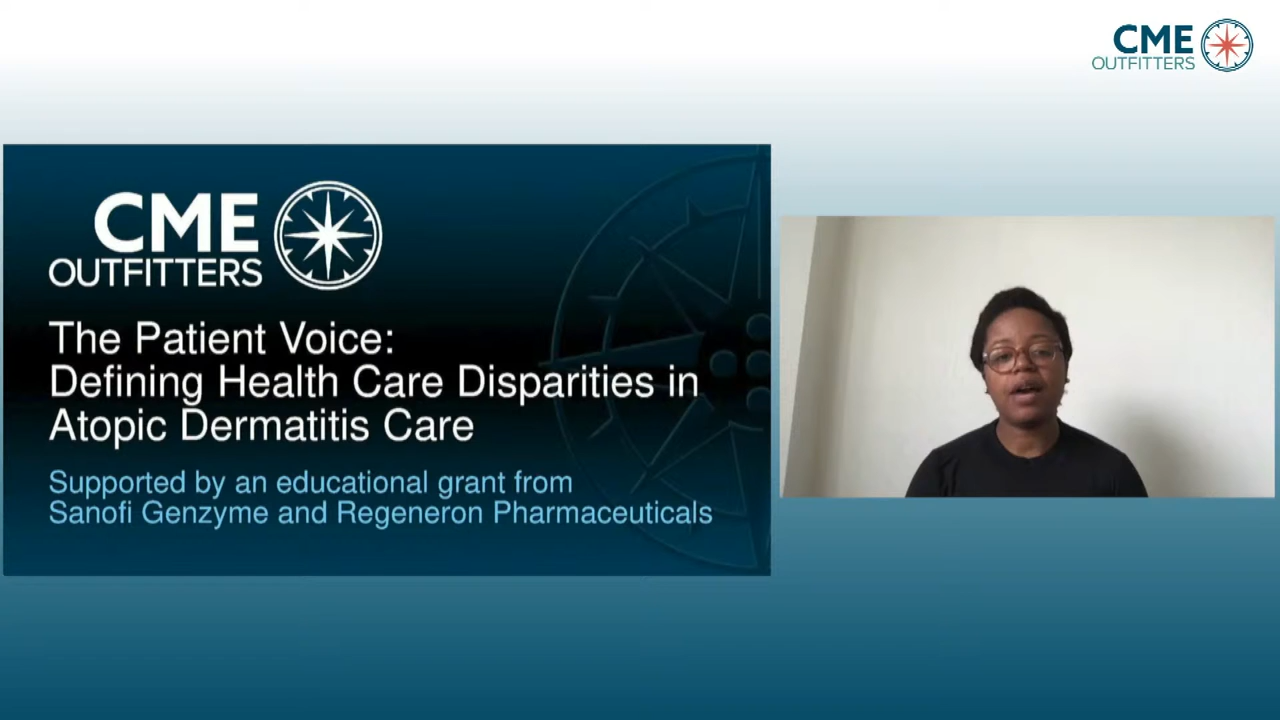 CME
OUTFITTERS
CME
OUTFITTERS
The Patient Voice:
Defining Health Care Disparities in
Atopic Dermatitis Care
Supported by an educational grant from
Sanofi Genzyme and Regeneron Pharmaceuticals